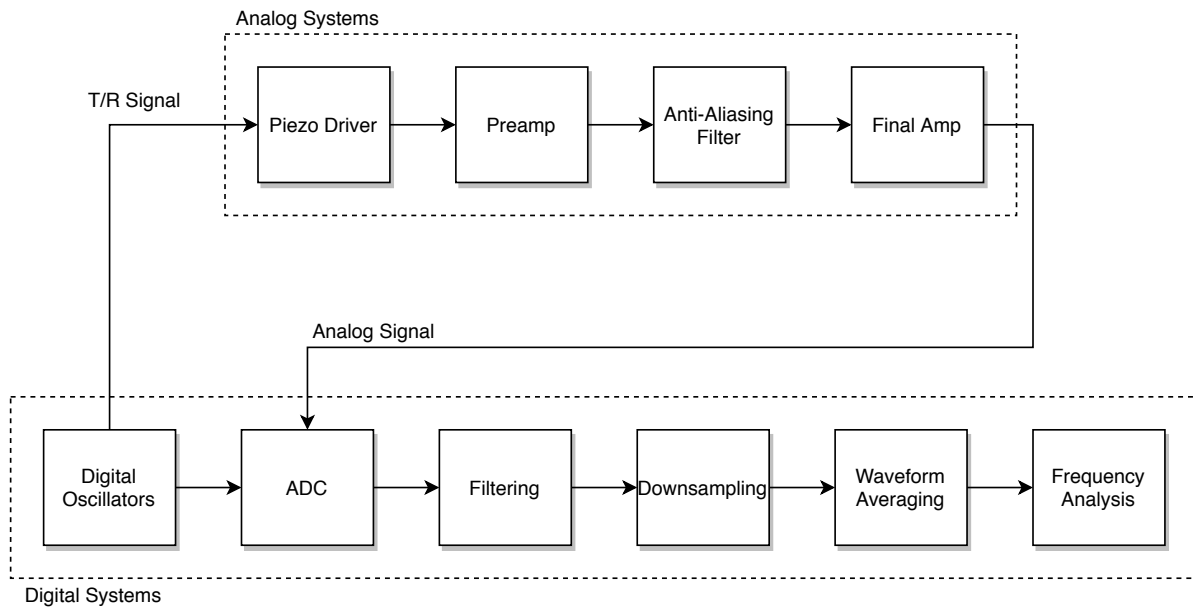 Analog Systems
T/R Signal
Piezo Driver
Preamp
Anti-Aliasing
Filter
Final Amp
Analog Signal
Digital
Oscillators
ADC
Filtering
Downsampling
Waveform
Averaging
Frequency
Analysis
Digital Systems